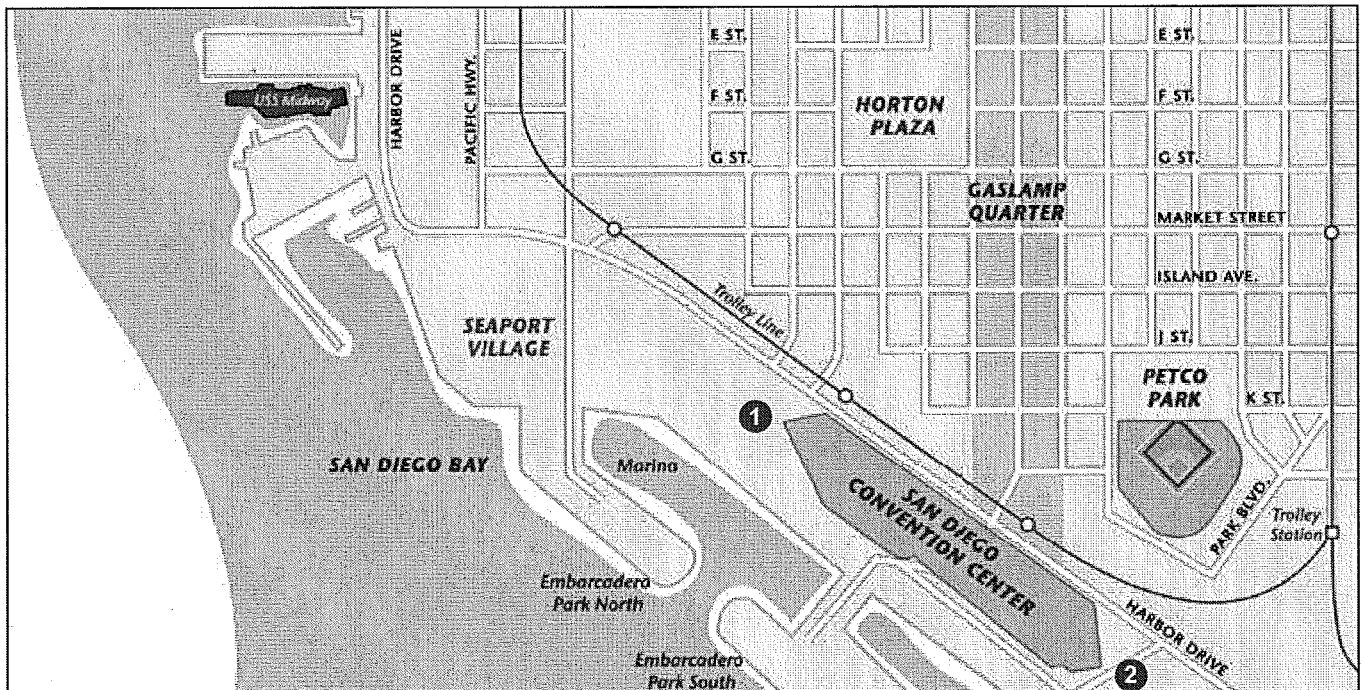 E ST.
E ST.
USS Midway
HARBOR DRIVE
PACIFIC HWY.
F ST.
HORTON
PLAZA
F ST.
G ST.
G ST.
GASLAMP
QUARTER
MARKET STREET
ISLAND AVE.
Trolley Line
SEAPORT
VILLAGE
J ST.
PETCO
PARK
K ST.
1
SAN DIEGO BAY
Marina
SAN DIEGO
CONVENTION CENTER
PARK BLVD.
Trolley
Station
Embarcadero
Park North
HARBOR DRIVE
Embarcadero
Park South
2